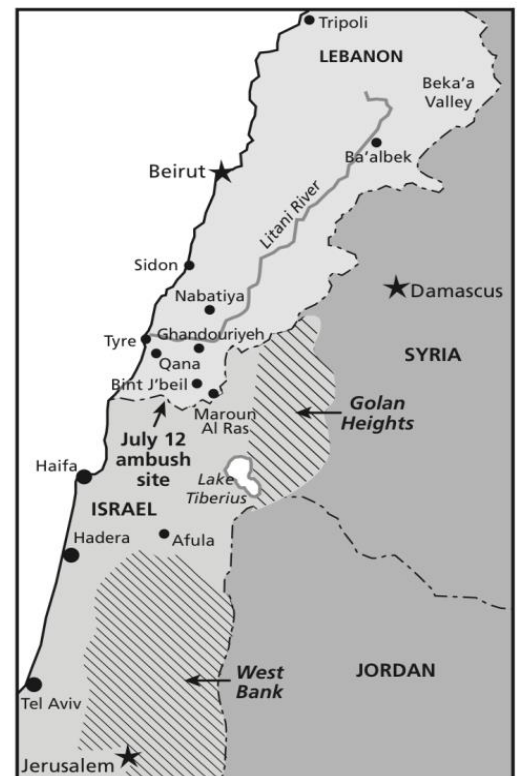 Tripoli
LEBANON
Beka'a
Valley
Ba'albek
Beirut
Litani River
Sidon
Nabatiya
Damascus
Tyre
Ghandouriyeh
Qana
SYRIA
Bint J'beil
Maroun
Al Ras
Golan
Heights
July 12
ambush
site
Haifa
Lake
Tiberius
ISRAEL
Hadera
Afula
West
Bank
JORDAN
Tel Aviv
Jerusalem